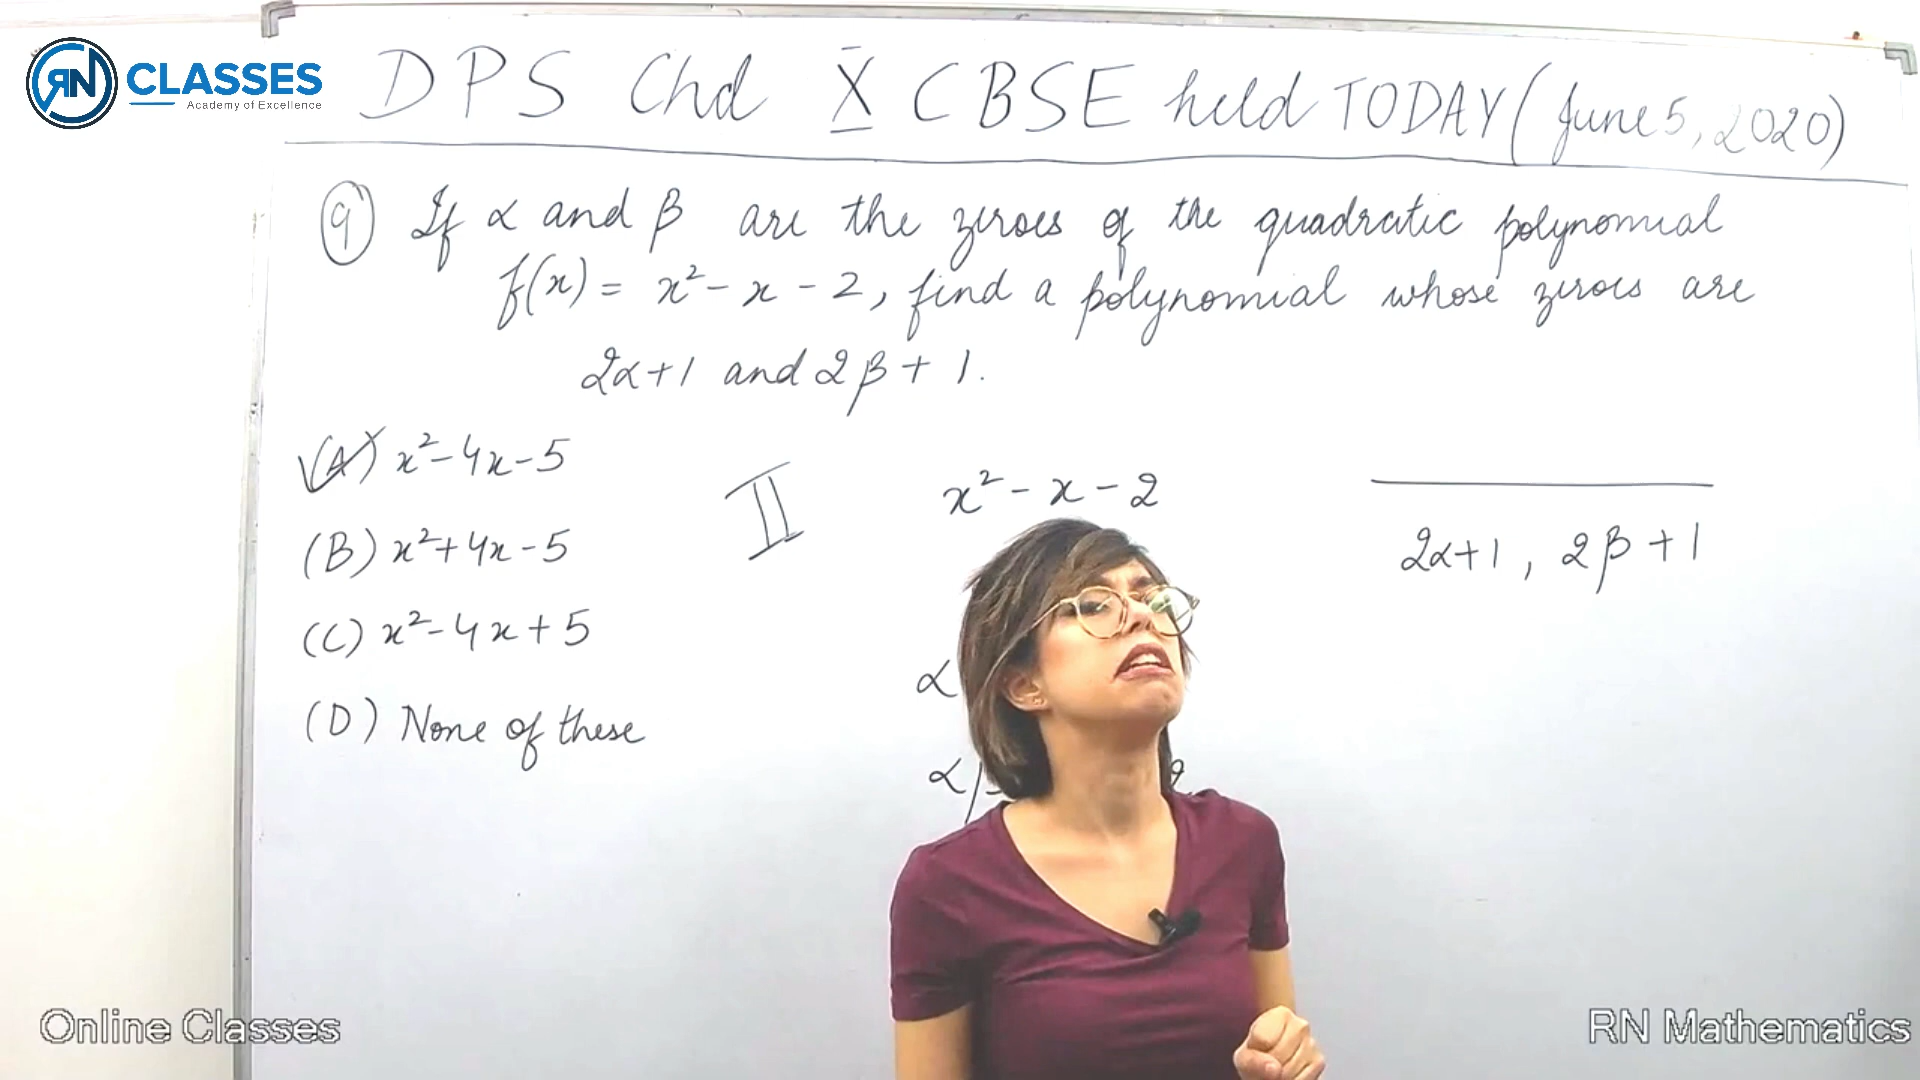 RN CLASSES
Academy of Excellence
DPS Chd X CBSE held TODAY (June 5, 2020)
9 If α and β are the zeroes of the quadratic polynomial
f(x) = x² - x - 2, find a polynomial whose zeroes are
2α+1 and 2β+1.
(A) x²-4x-5
(B) x²+4x-5
(C) x²-4x+5
(D) None of these
II
x² - x - 2
2α+1, 2β+1
α
α
Online Classes
RN Mathematics